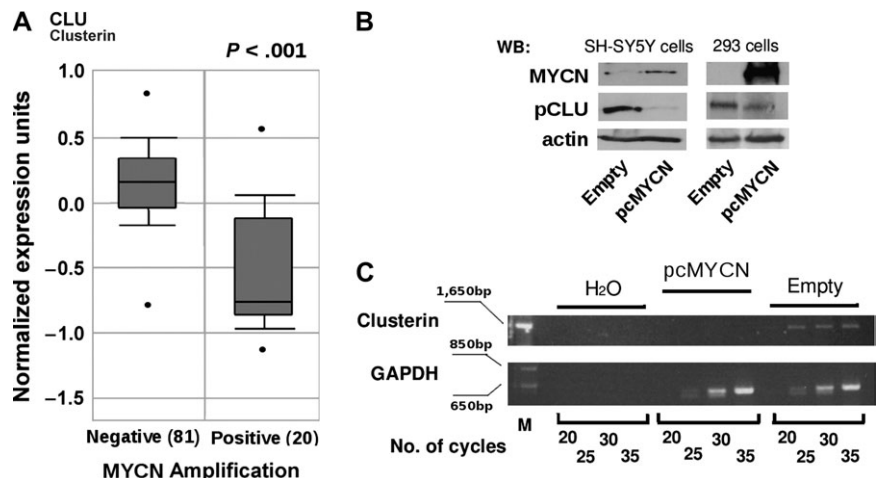 A
CLU
Clusterin
P < .001
Normalized expression units
1.0
0.5
0.0
−0.5
−1.0
−1.5
Negative (81) Positive (20)
MYCN Amplification
B
WB: SH-SY5Y cells 293 cells
MYCN
pCLU
actin
Empty pcMYCN Empty pcMYCN
C
H2O pcMYCN Empty
1,650bp
Clusterin
850bp
GAPDH
650bp
M
No. of cycles
20 25 30 35 20 25 30 35 20 25 30 35